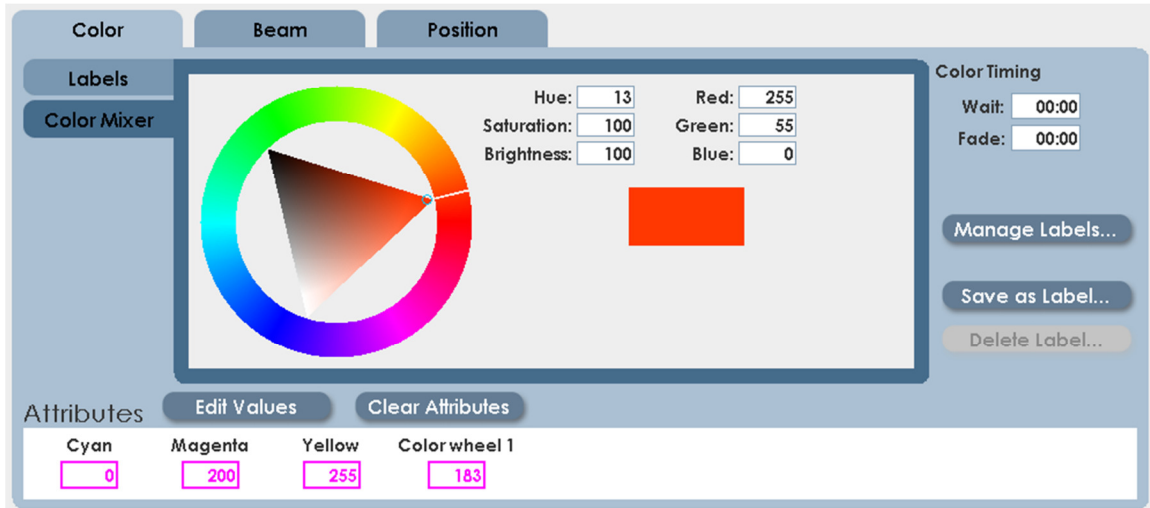 Color Beam Position
Labels
Color Mixer
Hue: 13 Red: 255
Saturation: 100 Green: 55
Brightness: 100 Blue: 0
Color Timing
Wait: 00:00
Fade: 00:00
Manage Labels...
Save as Label...
Delete Label...
Attributes Edit Values Clear Attributes
Cyan Magenta Yellow Color wheel 1
0 200 255 183